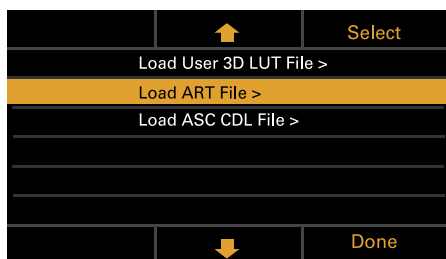 Select
Load User 3D LUT File >
Load ART File >
Load ASC CDL File >
Done